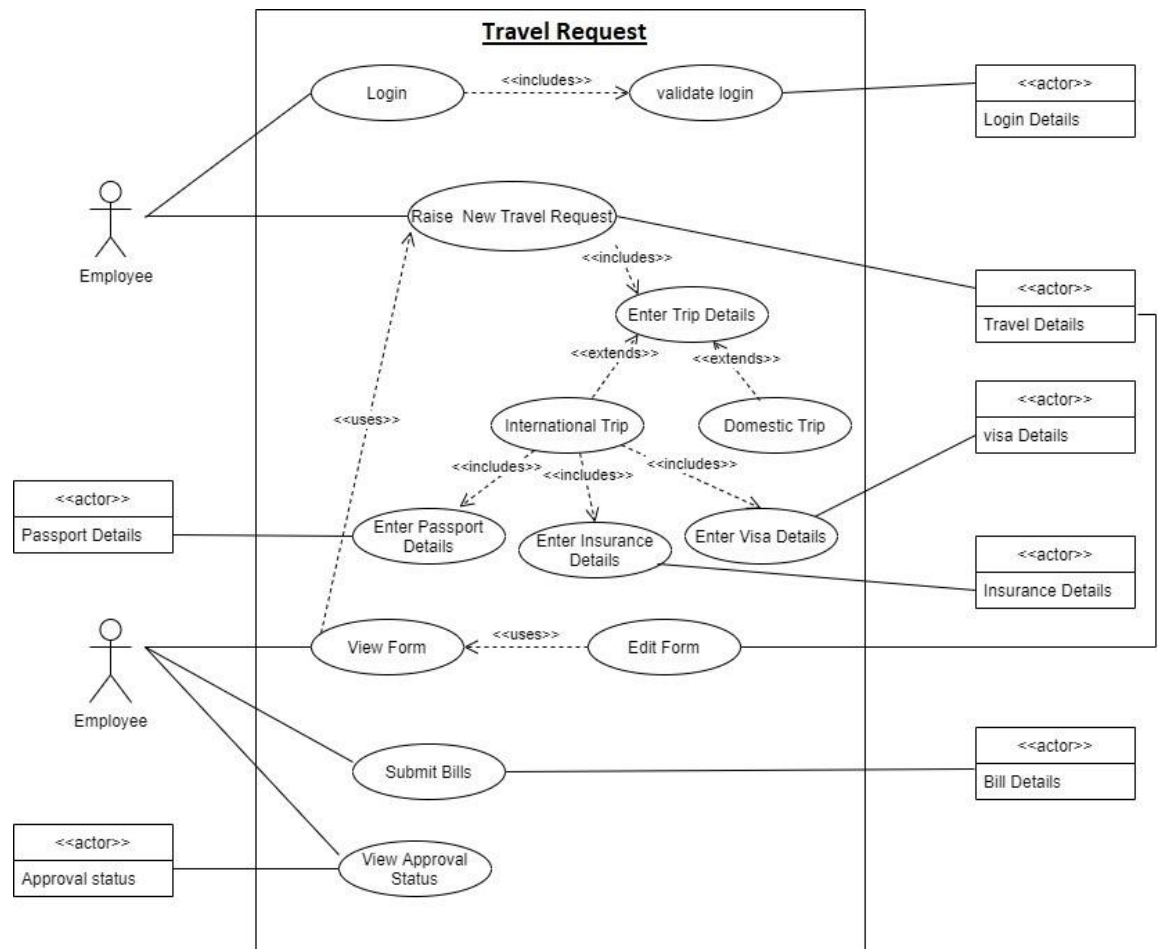 Travel Request
Login
<<includes>>
validate login
<<actor>>
Login Details
Employee
Raise  New Travel Request
<<includes>>
<<actor>>
Travel Details
Enter Trip Details
<<extends>>
<<extends>>
<<uses>>
International Trip
Domestic Trip
<<actor>>
visa Details
<<includes>>
<<includes>>
<<includes>>
<<actor>>
Passport Details
Enter Passport
Details
Enter Insurance
Details
Enter Visa Details
<<actor>>
Insurance Details
Employee
View Form
<<uses>>
Edit Form
Submit Bills
<<actor>>
Bill Details
<<actor>>
Approval status
View Approval
Status